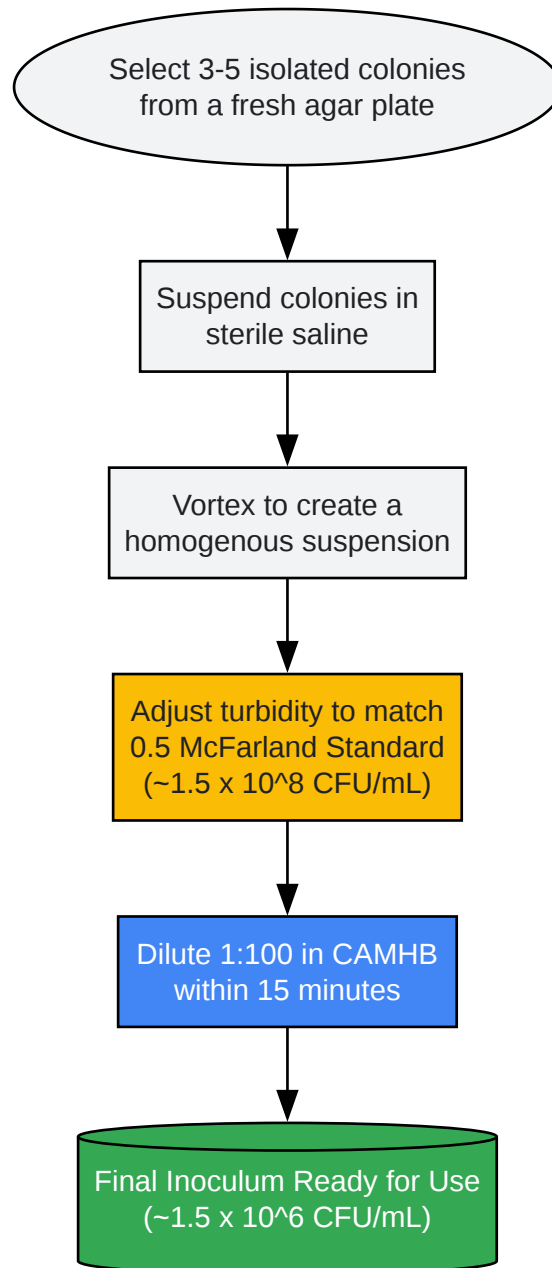 Select 3-5 isolated colonies
from a fresh agar plate
Suspend colonies in
sterile saline
Vortex to create a
homogenous suspension
Adjust turbidity to match
0.5 McFarland Standard
(~1.5 x 10^8 CFU/mL)
Dilute 1:100 in CAMHB
within 15 minutes
Final Inoculum Ready for Use
(~1.5 x 10^6 CFU/mL)